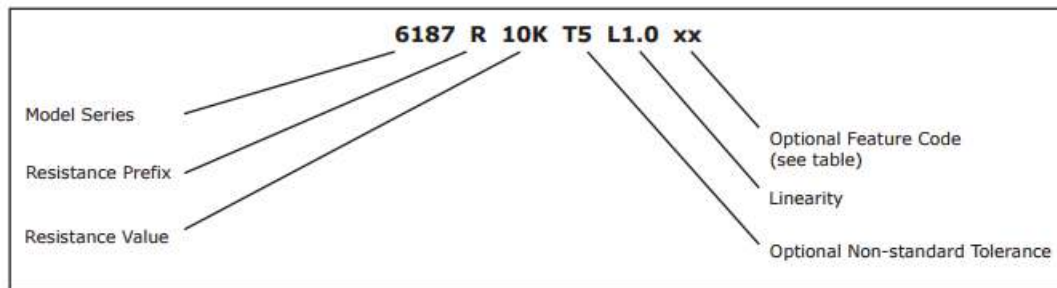 6187 R 10K T5 L1.0 xx
Model Series
Resistance Prefix
Resistance Value
Optional Feature Code
(see table)
Linearity
Optional Non-standard Tolerance